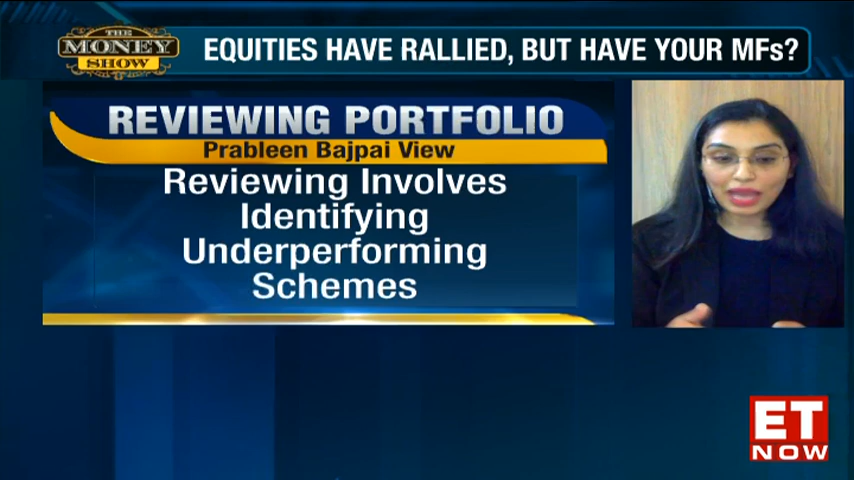 THE
MONEY
SHOW
EQUITIES HAVE RALLIED, BUT HAVE YOUR MFs?
REVIEWING PORTFOLIO
Prableen Bajpai View
Reviewing Involves
Identifying
Underperforming
Schemes
ET
NOW